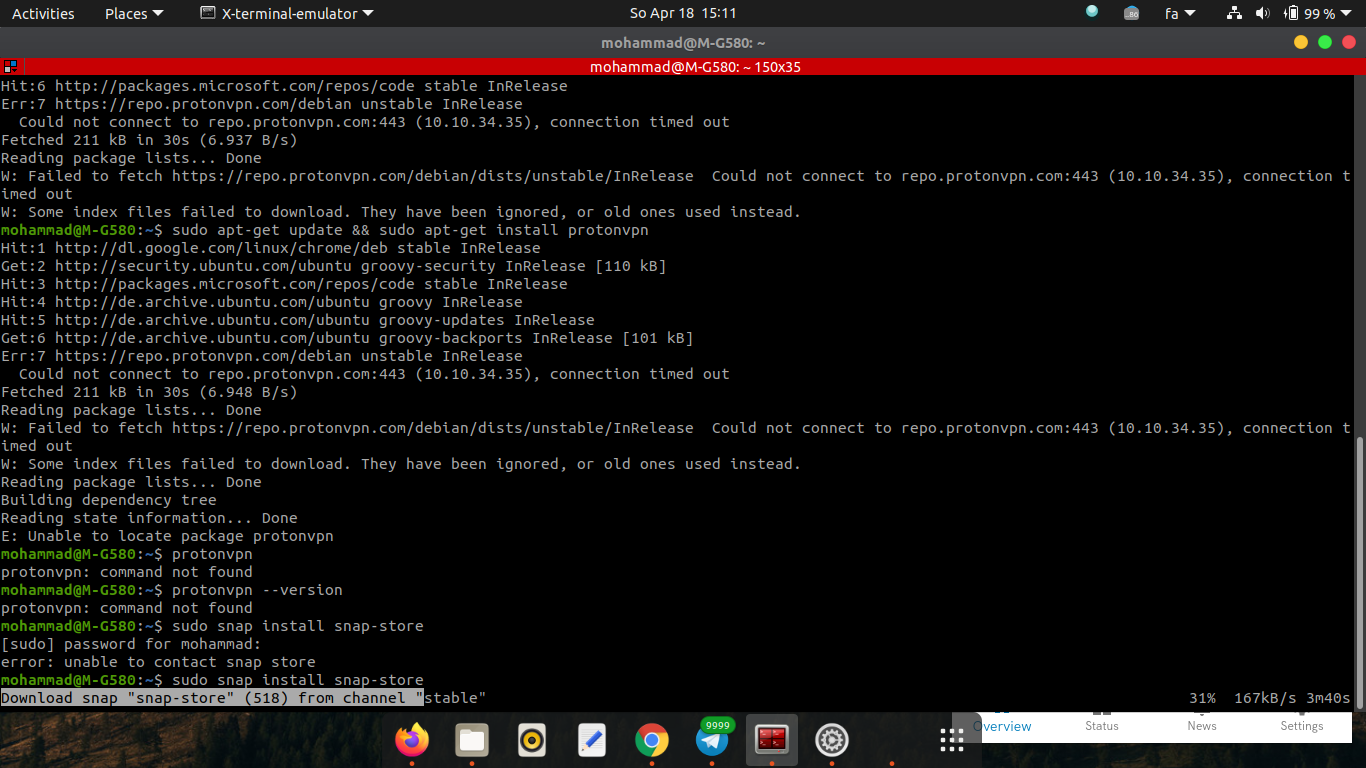 Activities Places X-terminal-emulator So Apr 18 15:11 .80 fa 99 %
mohammad@M-G580: ~
mohammad@M-G580: ~ 150x35
Hit:6 http://packages.microsoft.com/repos/code stable InRelease
Err:7 https://repo.protonvpn.com/debian unstable InRelease
  Could not connect to repo.protonvpn.com:443 (10.10.34.35), connection timed out
Fetched 211 kB in 30s (6.937 B/s)
Reading package lists... Done
W: Failed to fetch https://repo.protonvpn.com/debian/dists/unstable/InRelease  Could not connect to repo.protonvpn.com:443 (10.10.34.35), connection t
imed out
W: Some index files failed to download. They have been ignored, or old ones used instead.
mohammad@M-G580:~$ sudo apt-get update && sudo apt-get install protonvpn
Hit:1 http://dl.google.com/linux/chrome/deb stable InRelease
Get:2 http://security.ubuntu.com/ubuntu groovy-security InRelease [110 kB]
Hit:3 http://packages.microsoft.com/repos/code stable InRelease
Hit:4 http://de.archive.ubuntu.com/ubuntu groovy InRelease
Hit:5 http://de.archive.ubuntu.com/ubuntu groovy-updates InRelease
Get:6 http://de.archive.ubuntu.com/ubuntu groovy-backports InRelease [101 kB]
Err:7 https://repo.protonvpn.com/debian unstable InRelease
  Could not connect to repo.protonvpn.com:443 (10.10.34.35), connection timed out
Fetched 211 kB in 30s (6.948 B/s)
Reading package lists... Done
W: Failed to fetch https://repo.protonvpn.com/debian/dists/unstable/InRelease  Could not connect to repo.protonvpn.com:443 (10.10.34.35), connection t
imed out
W: Some index files failed to download. They have been ignored, or old ones used instead.
Reading package lists... Done
Building dependency tree
Reading state information... Done
E: Unable to locate package protonvpn
mohammad@M-G580:~$ protonvpn
protonvpn: command not found
mohammad@M-G580:~$ protonvpn --version
protonvpn: command not found
mohammad@M-G580:~$ sudo snap install snap-store
[sudo] password for mohammad:
error: unable to contact snap store
mohammad@M-G580:~$ sudo snap install snap-store
Download snap "snap-store" (518) from channel "stable" 31% 167kB/s 3m40s
9999
Overview Status News Settings